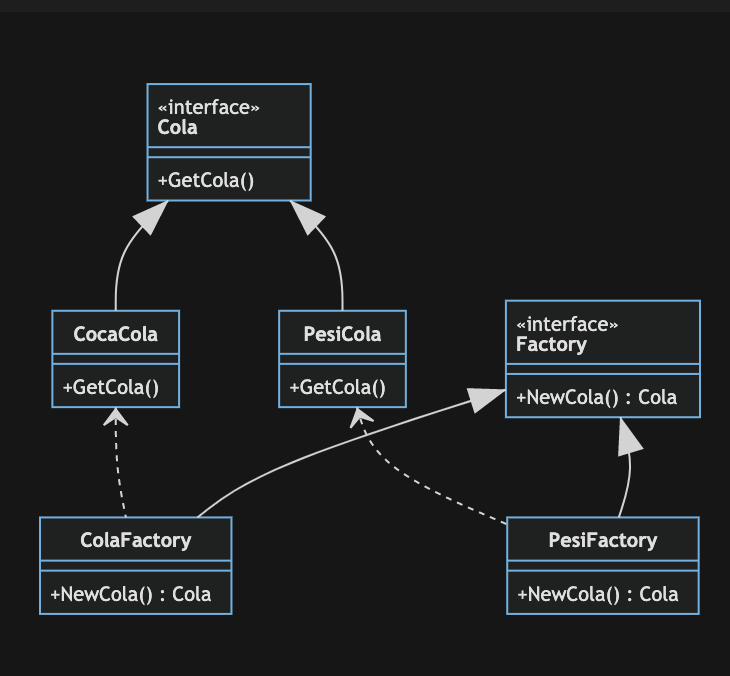 «interface»
Cola
+GetCola()
CocaCola
+GetCola()
PesiCola
+GetCola()
«interface»
Factory
+NewCola() : Cola
ColaFactory
+NewCola() : Cola
PesiFactory
+NewCola() : Cola